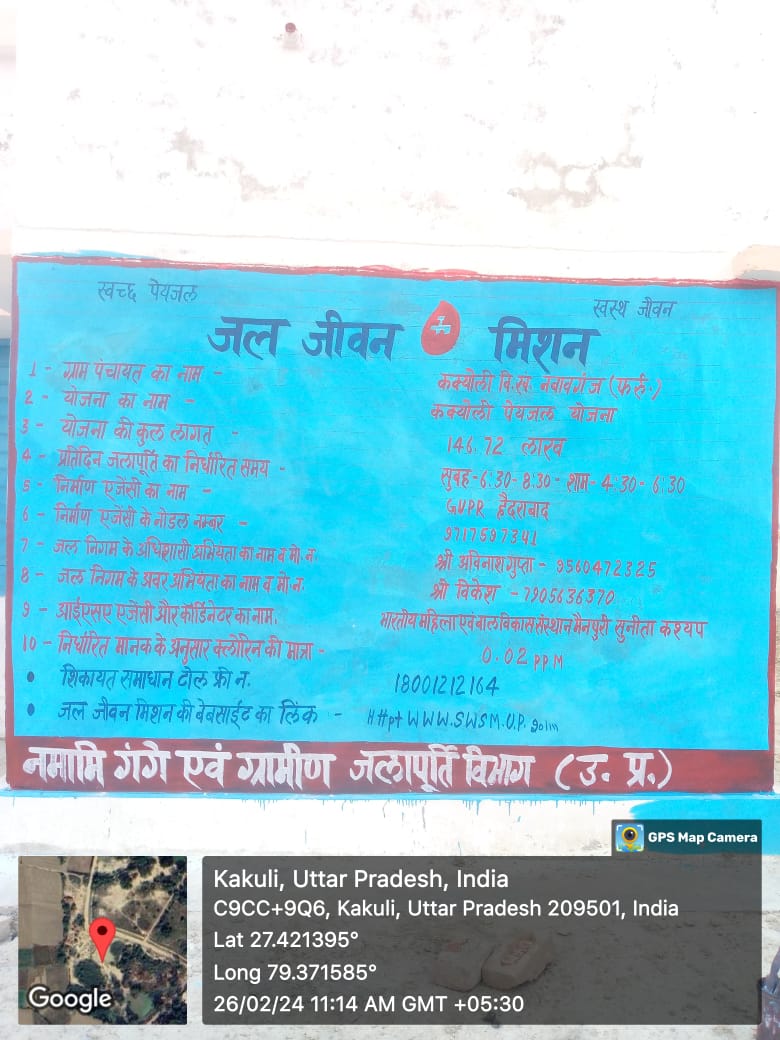 स्वच्छ पेयजल
स्वस्थ जीवन
जल जीवन मिशन
1 - ग्राम पंचायत का नाम - कक्योली वि.ख. नवाबगंज (फर्रु.)
2 - योजना का नाम - कक्योली पेयजल योजना
3 - योजना की कुल लागत - 146.72 लाख
4 - प्रतिदिन जलापूर्ति का निर्धारित समय - सुबह-6:30-8:30-शाम-4:30-6:30
5 - निर्माण एजेंसी का नाम - GVPR हैदराबाद
6 - निर्माण एजेंसी के नोडल नम्बर - 9717597341
7 - जल निगम के अधिशासी अभियंता का नाम व मो. न. श्री अविनाश गुप्ता - 9560472325
8 - जल निगम के अवर अभियंता का नाम व मो. न. श्री विकेश - 7905636370
9 - आईएसए एजेंसी और कॉर्डिनेटर का नाम. भारतीय महिला एवं बाल विकास संस्थान मैनपुरी सुनीता कश्यप
10 - निर्धारित मानक के अनुसार क्लोरिन की मात्रा - 0.02 PPM
• शिकायत समाधान टोल फ्री न. 18001212164
• जल जीवन मिशन की वेबसाईट का लिंक - Httpt WWW.SWSM.U.P. goIm
नमामि गंगे एवं ग्रामीण जलापूर्ति विभाग (उ. प्र.)
GPS Map Camera
Kakuli, Uttar Pradesh, India
C9CC+9Q6, Kakuli, Uttar Pradesh 209501, India
Lat 27.421395°
Long 79.371585°
26/02/24 11:14 AM GMT +05:30
Google